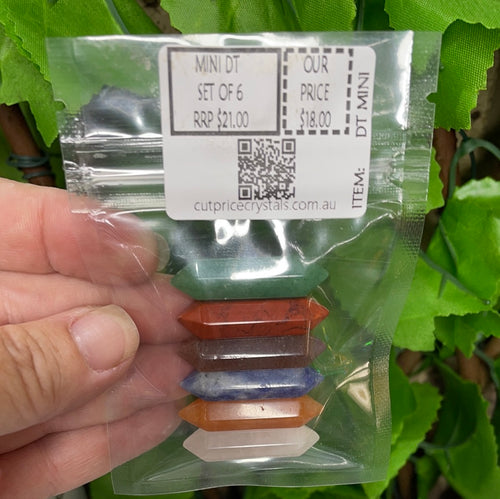 MINI DT
SET OF 6
RRP $21.00
OUR
PRICE
$18.00
cutpricecrystals.com.au
ITEM: DT MINI